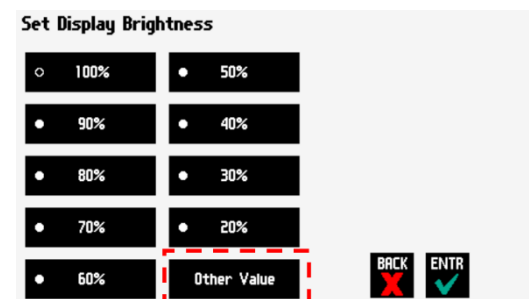 Set Display Brightness
100%
50%
90%
40%
80%
30%
70%
20%
60%
Other Value
BACK
ENTR